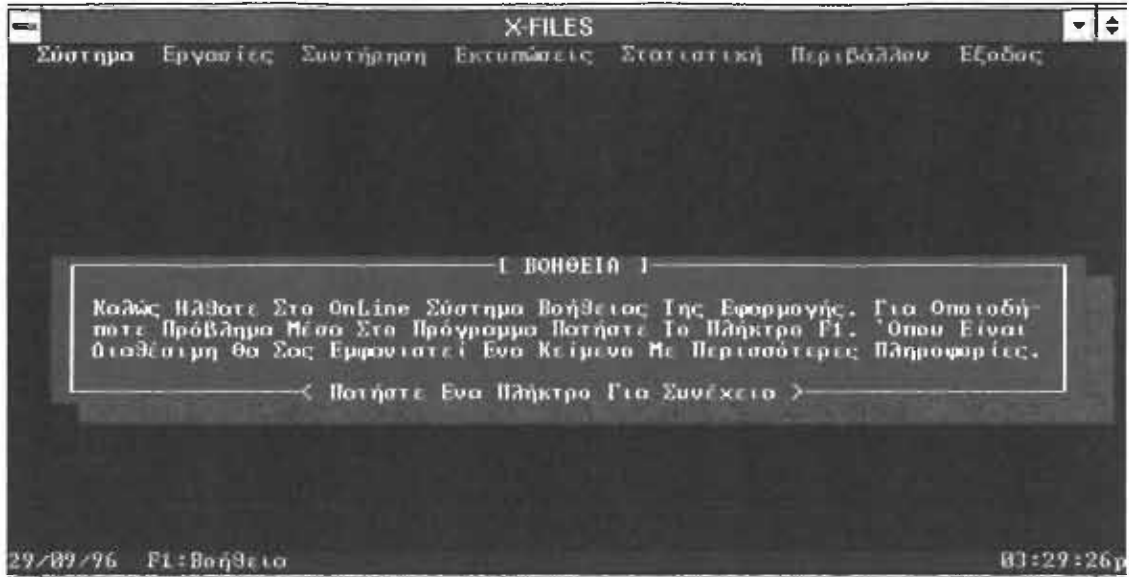 X-FILES
Σύστημα Εργασίες Συντήρηση Εκτυπώσεις Στατιστική Περιβάλλον Εξοδος
[ ΒΟΗΘΕΙΑ ]
Καλώς Ηλθατε Στο OnLine Σύστημα Βοήθειας Της Εφαρμογής. Για Οποιοδή-
ποτε Πρόβλημα Μέσα Στο Πρόγραμμα Πατήστε Το Πλήκτρο F1. Όπου Είναι
Διαθέσιμη Θα Σας Εμφανιστεί Ενα Κείμενο Με Περισσότερες Πληροφορίες.
< Πατήστε Ενα Πλήκτρο Για Συνέχεια >
29/09/96 F1:Βοήθεια 03:29:26p